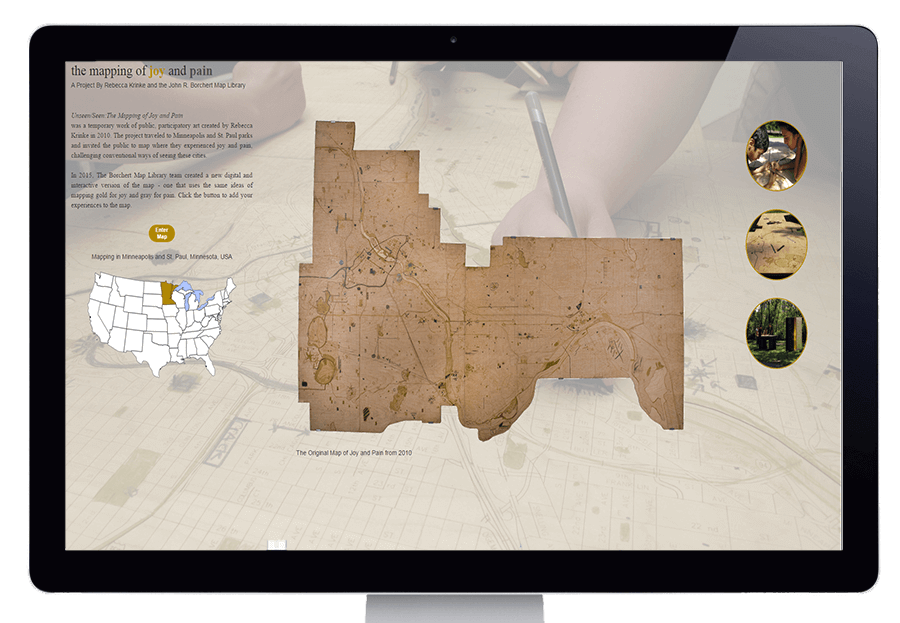 the mapping of joy and pain
A Project By Rebecca Krinke and the John R. Borchert Map Library
Unseen/Seen: The Mapping of Joy and Pain
was a temporary work of public, participatory art created by Rebecca
Krinke in 2010. The project traveled to Minneapolis and St. Paul parks
and invited the public to map where they experienced joy and pain,
challenging conventional ways of seeing these cities.
In 2015, The Borchert Map Library team created a new digital and
interactive version of the map - one that uses the same ideas of
mapping gold for joy and gray for pain. Click the button to add your
experiences to the map.
Enter
Map
Mapping in Minneapolis and St. Paul, Minnesota, USA
The Original Map of Joy and Pain from 2010